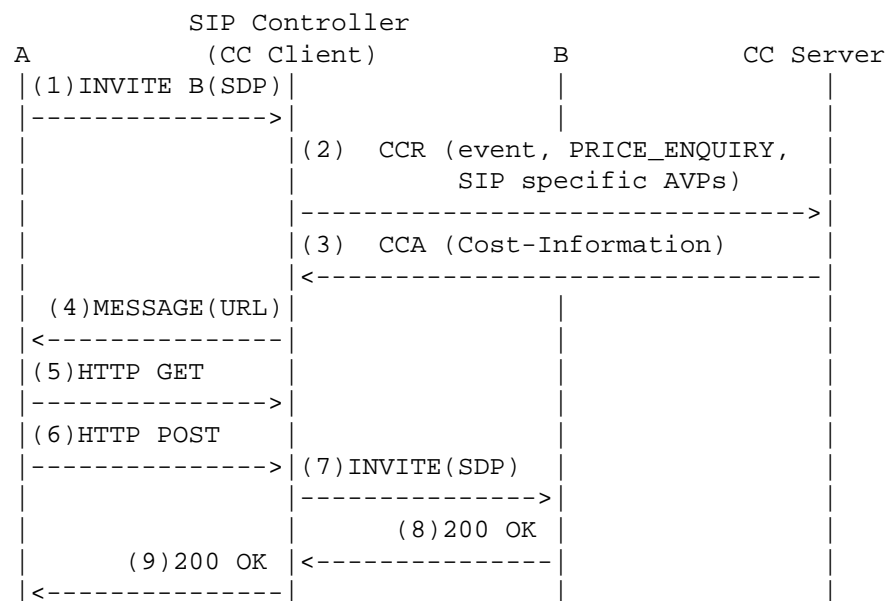 SIP Controller
A (CC Client) B CC Server
(1)INVITE B(SDP)
(2) CCR (event, PRICE_ENQUIRY,
SIP specific AVPs)
(3) CCA (Cost-Information)
(4)MESSAGE(URL)
(5)HTTP GET
(6)HTTP POST
(7)INVITE(SDP)
(8)200 OK
(9)200 OK